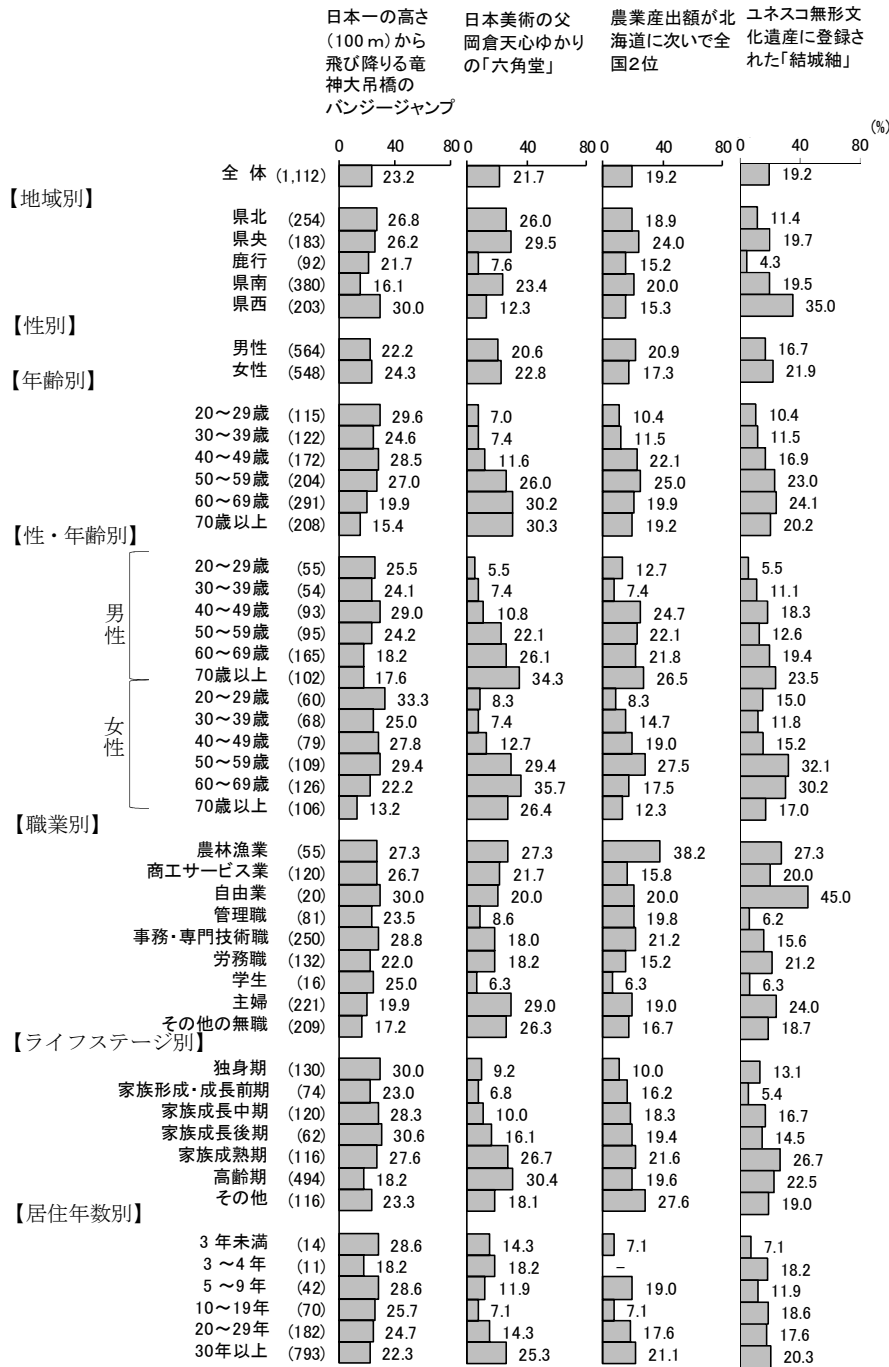 日本一の高さ
(100ｍ)から
飛び降りる竜
神大吊橋の
バンジージャンプ
日本美術の父
岡倉天心ゆかり
の「六角堂」
農業産出額が北
海道に次いで全
国２位
ユネスコ無形文
化遺産に登録さ
れた「結城紬」
(%)
0 40 80 0 40 80 0 40 80 0 40 80
全 体 (1,112) 23.2 21.7 19.2 19.2
【地域別】
県北 (254) 26.8 26.0 18.9 11.4
県央 (183) 26.2 29.5 24.0 19.7
鹿行 (92) 21.7 7.6 15.2 4.3
県南 (380) 16.1 23.4 20.0 19.5
県西 (203) 30.0 12.3 15.3 35.0
【性別】
男性 (564) 22.2 20.6 20.9 16.7
女性 (548) 24.3 22.8 17.3 21.9
【年齢別】
20～29歳 (115) 29.6 7.0 10.4 10.4
30～39歳 (122) 24.6 7.4 11.5 11.5
40～49歳 (172) 28.5 11.6 22.1 16.9
50～59歳 (204) 27.0 26.0 25.0 23.0
60～69歳 (291) 19.9 30.2 19.9 24.1
70歳以上 (208) 15.4 30.3 19.2 20.2
【性・年齢別】
男性
20～29歳 (55) 25.5 5.5 12.7 5.5
30～39歳 (54) 24.1 7.4 7.4 11.1
40～49歳 (93) 29.0 10.8 24.7 18.3
50～59歳 (95) 24.2 22.1 22.1 12.6
60～69歳 (165) 18.2 26.1 21.8 19.4
70歳以上 (102) 17.6 34.3 26.5 23.5
女性
20～29歳 (60) 33.3 8.3 8.3 15.0
30～39歳 (68) 25.0 7.4 14.7 11.8
40～49歳 (79) 27.8 12.7 19.0 15.2
50～59歳 (109) 29.4 29.4 27.5 32.1
60～69歳 (126) 22.2 35.7 17.5 30.2
70歳以上 (106) 13.2 26.4 12.3 17.0
【職業別】
農林漁業 (55) 27.3 27.3 38.2 27.3
商工サービス業 (120) 26.7 21.7 15.8 20.0
自由業 (20) 30.0 20.0 20.0 45.0
管理職 (81) 23.5 8.6 19.8 6.2
事務・専門技術職 (250) 28.8 18.0 21.2 15.6
労務職 (132) 22.0 18.2 15.2 21.2
学生 (16) 25.0 6.3 6.3 6.3
主婦 (221) 19.9 29.0 19.0 24.0
その他の無職 (209) 17.2 26.3 16.7 18.7
【ライフステージ別】
独身期 (130) 30.0 9.2 10.0 13.1
家族形成・成長前期 (74) 23.0 6.8 16.2 5.4
家族成長中期 (120) 28.3 10.0 18.3 16.7
家族成長後期 (62) 30.6 16.1 19.4 14.5
家族成熟期 (116) 27.6 26.7 21.6 26.7
高齢期 (494) 18.2 30.4 19.6 22.5
その他 (116) 23.3 18.1 27.6 19.0
【居住年数別】
3 年未満 (14) 28.6 14.3 7.1 7.1
3 ～4年 (11) 18.2 18.2 – 18.2
5 ～9年 (42) 28.6 11.9 19.0 11.9
10～19年 (70) 25.7 7.1 7.1 18.6
20～29年 (182) 24.7 14.3 17.6 17.6
30年以上 (793) 22.3 25.3 21.1 20.3